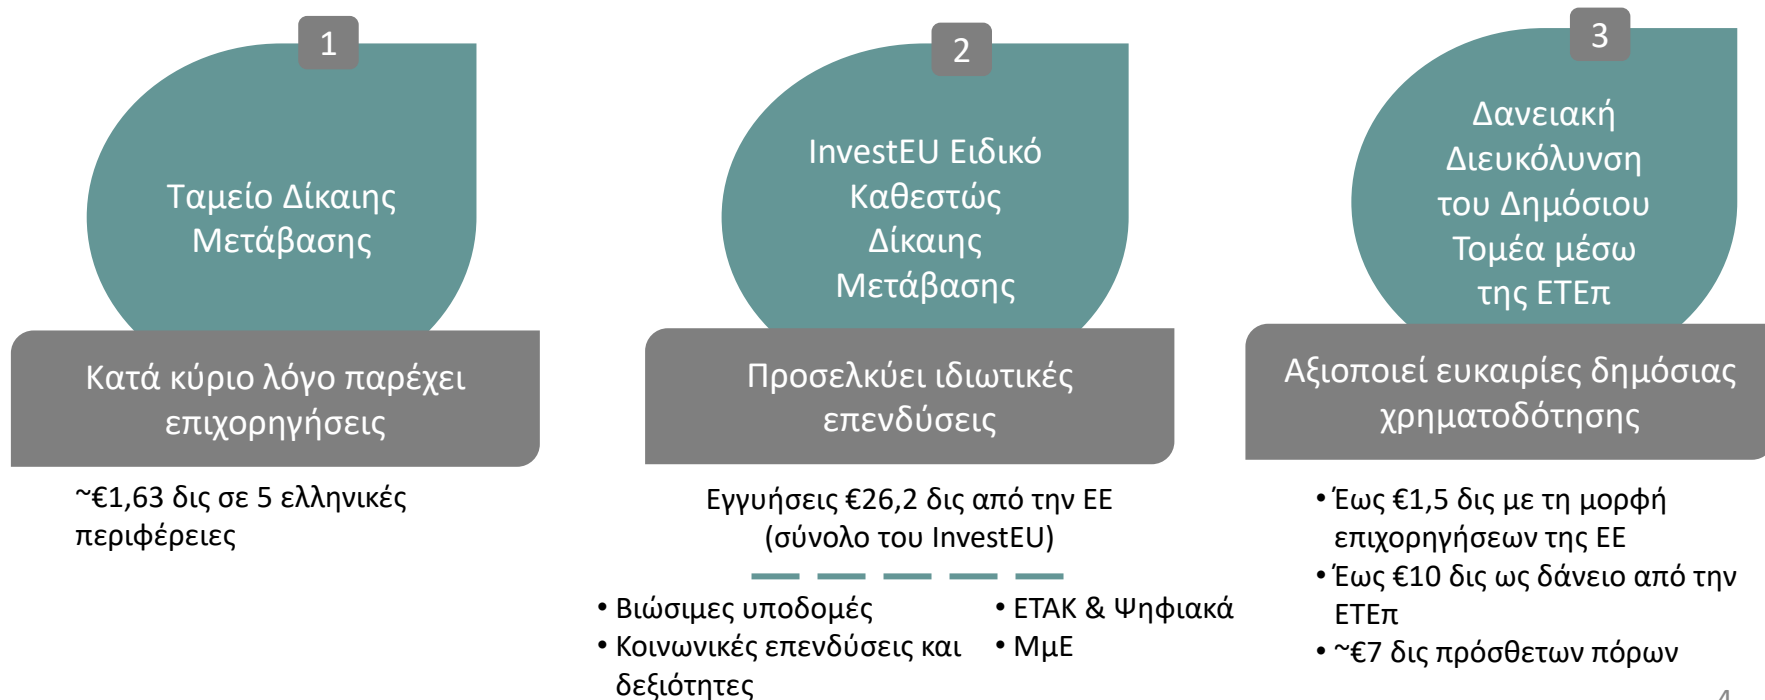 1
Ταμείο Δίκαιης
Μετάβασης
Κατά κύριο λόγο παρέχει
επιχορηγήσεις
~€1,63 δις σε 5 ελληνικές
περιφέρειες
2
InvestEU Ειδικό
Καθεστώς
Δίκαιης
Μετάβασης
Προσελκύει ιδιωτικές
επενδύσεις
Εγγυήσεις €26,2 δις από την ΕΕ
(σύνολο του InvestEU)
• Βιώσιμες υποδομές
• Κοινωνικές επενδύσεις και
δεξιότητες
• ΕΤΑΚ & Ψηφιακά
• ΜμΕ
3
Δανειακή
Διευκόλυνση
του Δημόσιου
Τομέα μέσω
της ΕΤΕπ
Αξιοποιεί ευκαιρίες δημόσιας
χρηματοδότησης
• Έως €1,5 δις με τη μορφή
επιχορηγήσεων της ΕΕ
• Έως €10 δις ως δάνειο από την
ΕΤΕπ
• ~€7 δις πρόσθετων πόρων
4